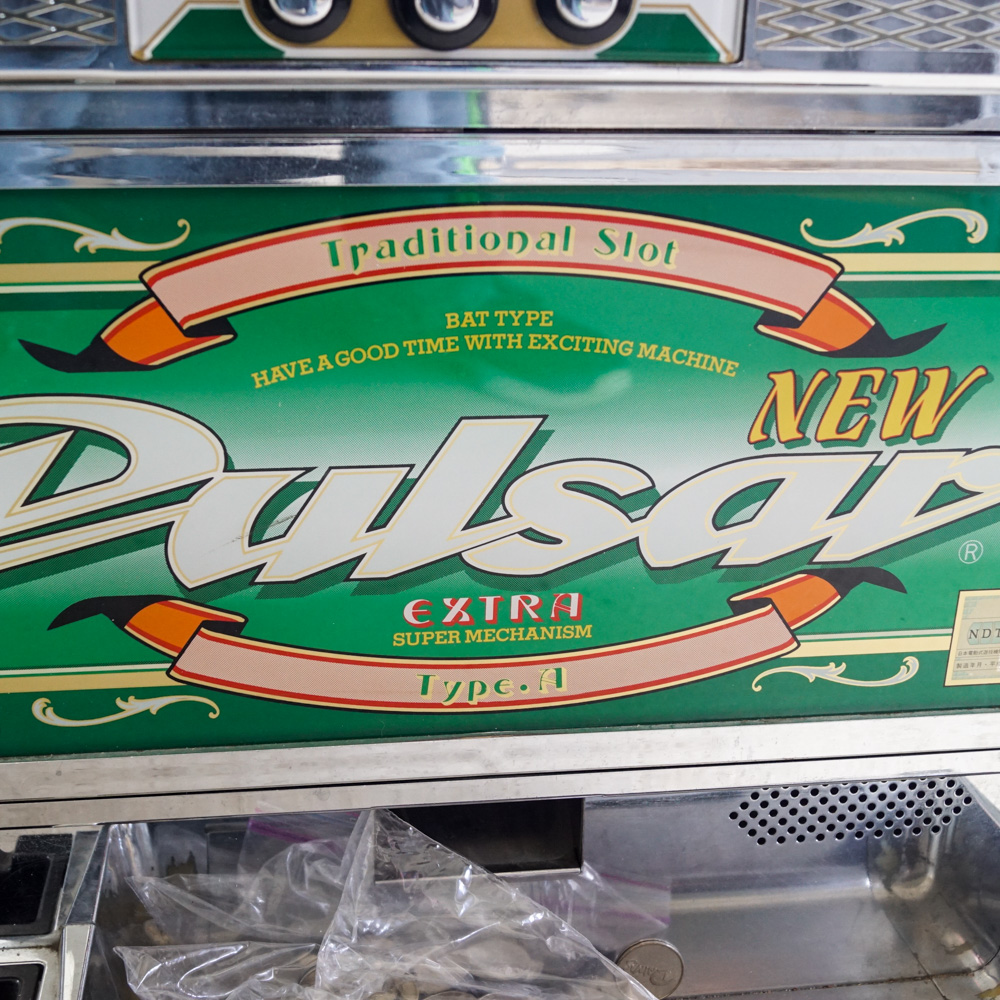 Traditional Slot
BAT TYPE
HAVE A GOOD TIME WITH EXCITING MACHINE
NEW
Pulsar
®
EXTRA
SUPER MECHANISM
Type.A